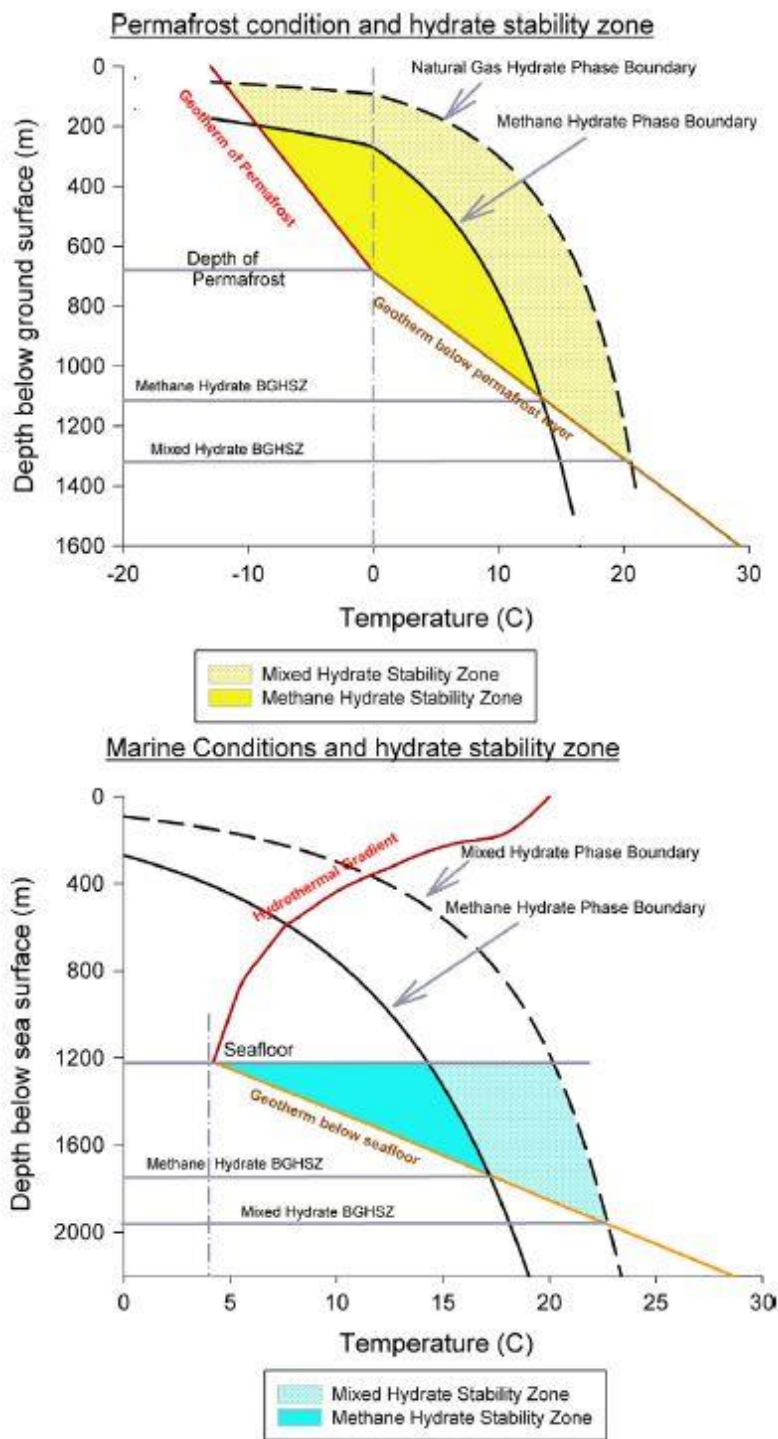 Permafrost condition and hydrate stability zone
0
200
400
600
800
1000
1200
1400
1600
Depth below ground surface (m)
Natural Gas Hydrate Phase Boundary
Methane Hydrate Phase Boundary
Geotherm of Permafrost
Depth of
Permafrost
Geotherm below permafrost layer
Methane Hydrate BGHSZ
Mixed Hydrate BGHSZ
-20 -10 0 10 20 30
Temperature (C)
Mixed Hydrate Stability Zone
Methane Hydrate Stability Zone
Marine Conditions and hydrate stability zone
0
400
800
1200
1600
2000
Depth below sea surface (m)
Hydrothermal Gradient
Mixed Hydrate Phase Boundary
Methane Hydrate Phase Boundary
Seafloor
Geotherm below seafloor
Methane Hydrate BGHSZ
Mixed Hydrate BGHSZ
0 5 10 15 20 25 30
Temperature (C)
Mixed Hydrate Stability Zone
Methane Hydrate Stability Zone